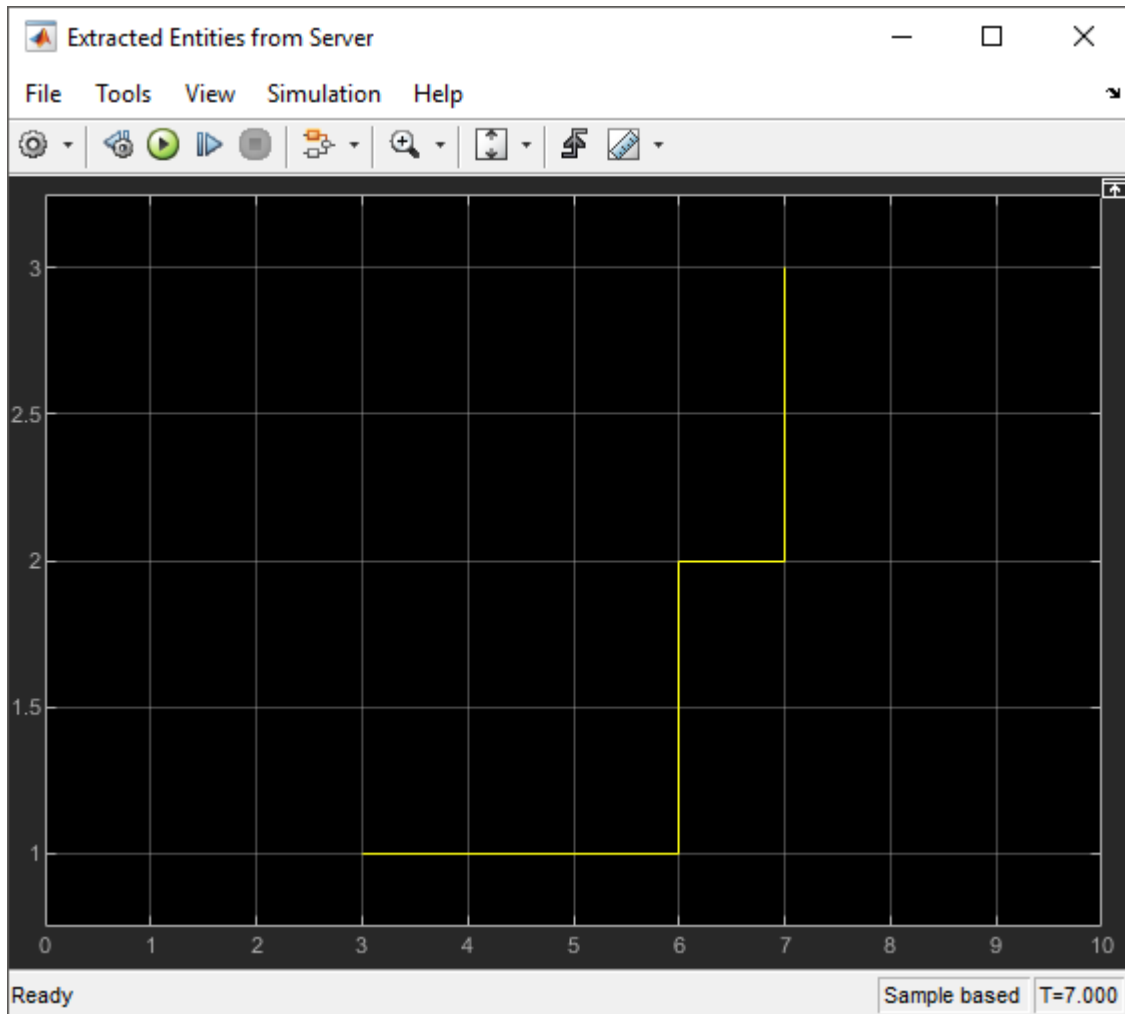 Extracted Entities from Server
File Tools View Simulation Help
3
2.5
2
1.5
1
0 1 2 3 4 5 6 7 8 9 10
Ready Sample based T=7.000